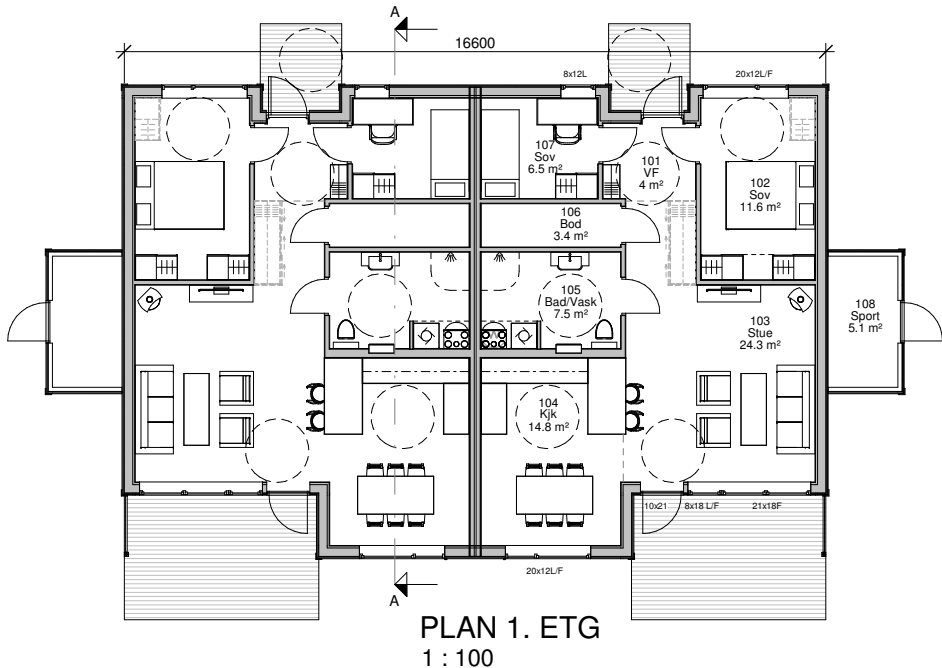 A
16600
8x12L
20x12L/F
107
Sov
6.5 m²
101
VF
4 m²
102
Sov
11.6 m²
106
Bod
3.4 m²
105
Bad/Vask
7.5 m²
103
Stue
24.3 m²
108
Sport
5.1 m²
104
Kjk
14.8 m²
10x21
8x18 L/F
21x18F
20x12L/F
A
PLAN 1. ETG
1 : 100